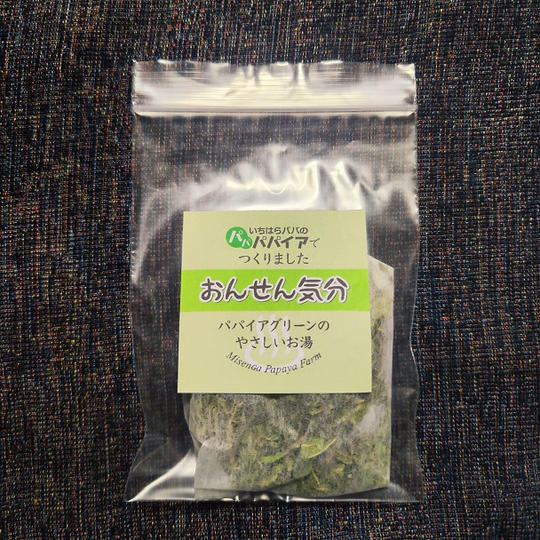 いちはらパパの
パパ パパイアで
つくりました
おんせん気分
パパイアグリーンの
やさしいお湯
Misenga Papaya Farm